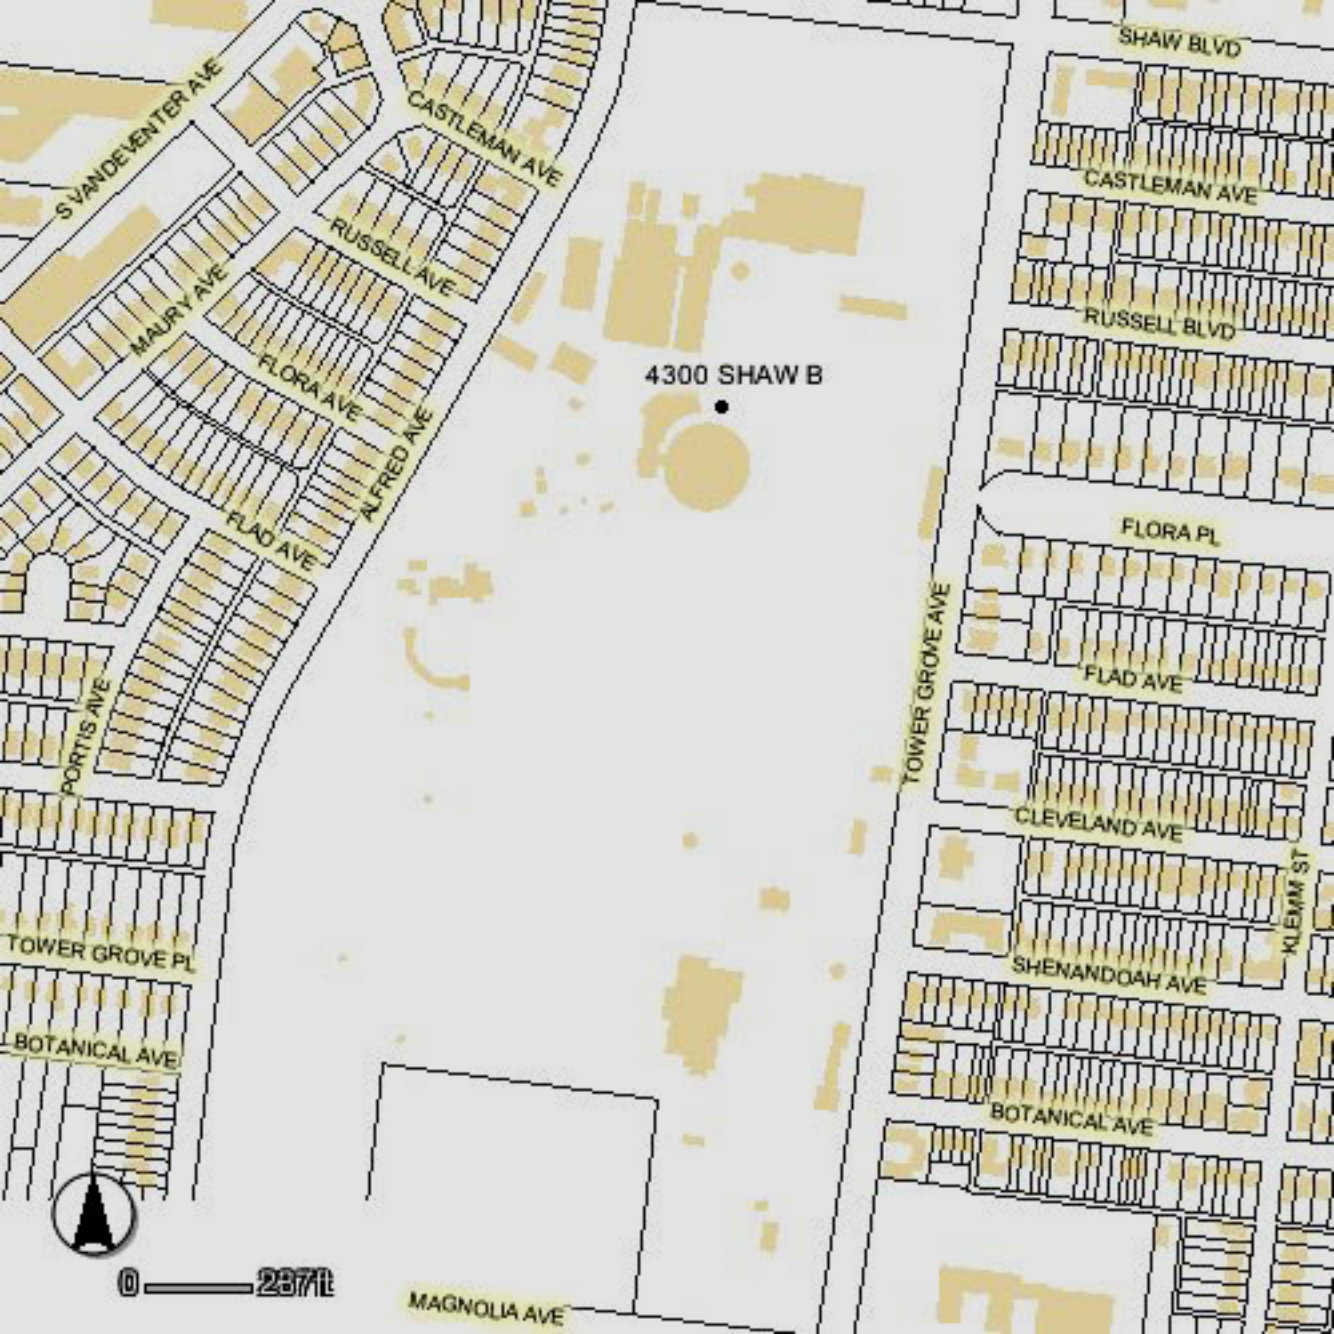 SHAW BLVD
S VANDEVENTER AVE
CASTLEMAN AVE
CASTLEMAN AVE
RUSSELL AVE
MAURY AVE
RUSSELL BLVD
FLORA AVE
4300 SHAW B
ALFRED AVE
FLAD AVE
FLORA PL
TOWER GROVE AVE
FLAD AVE
PORTIS AVE
CLEVELAND AVE
KLEMM ST
TOWER GROVE PL
SHENANDOAH AVE
BOTANICAL AVE
BOTANICAL AVE
0 237ft
MAGNOLIA AVE